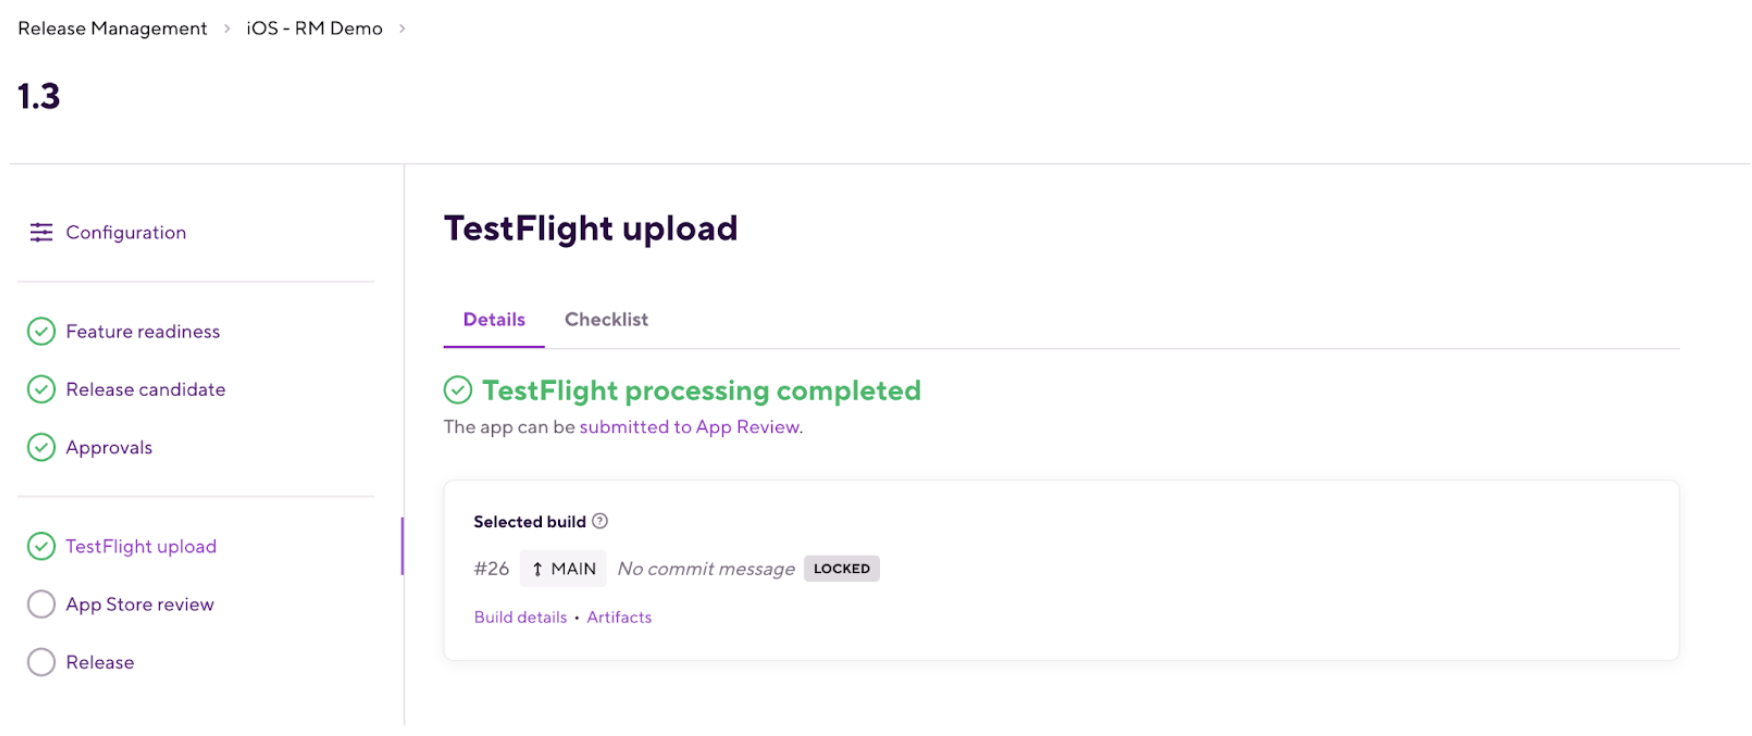 Release Management > iOS - RM Demo >
1.3
Configuration
Feature readiness
Release candidate
Approvals
TestFlight upload
App Store review
Release
TestFlight upload
Details Checklist
TestFlight processing completed
The app can be submitted to App Review.
Selected build ?
#26 MAIN No commit message LOCKED
Build details • Artifacts